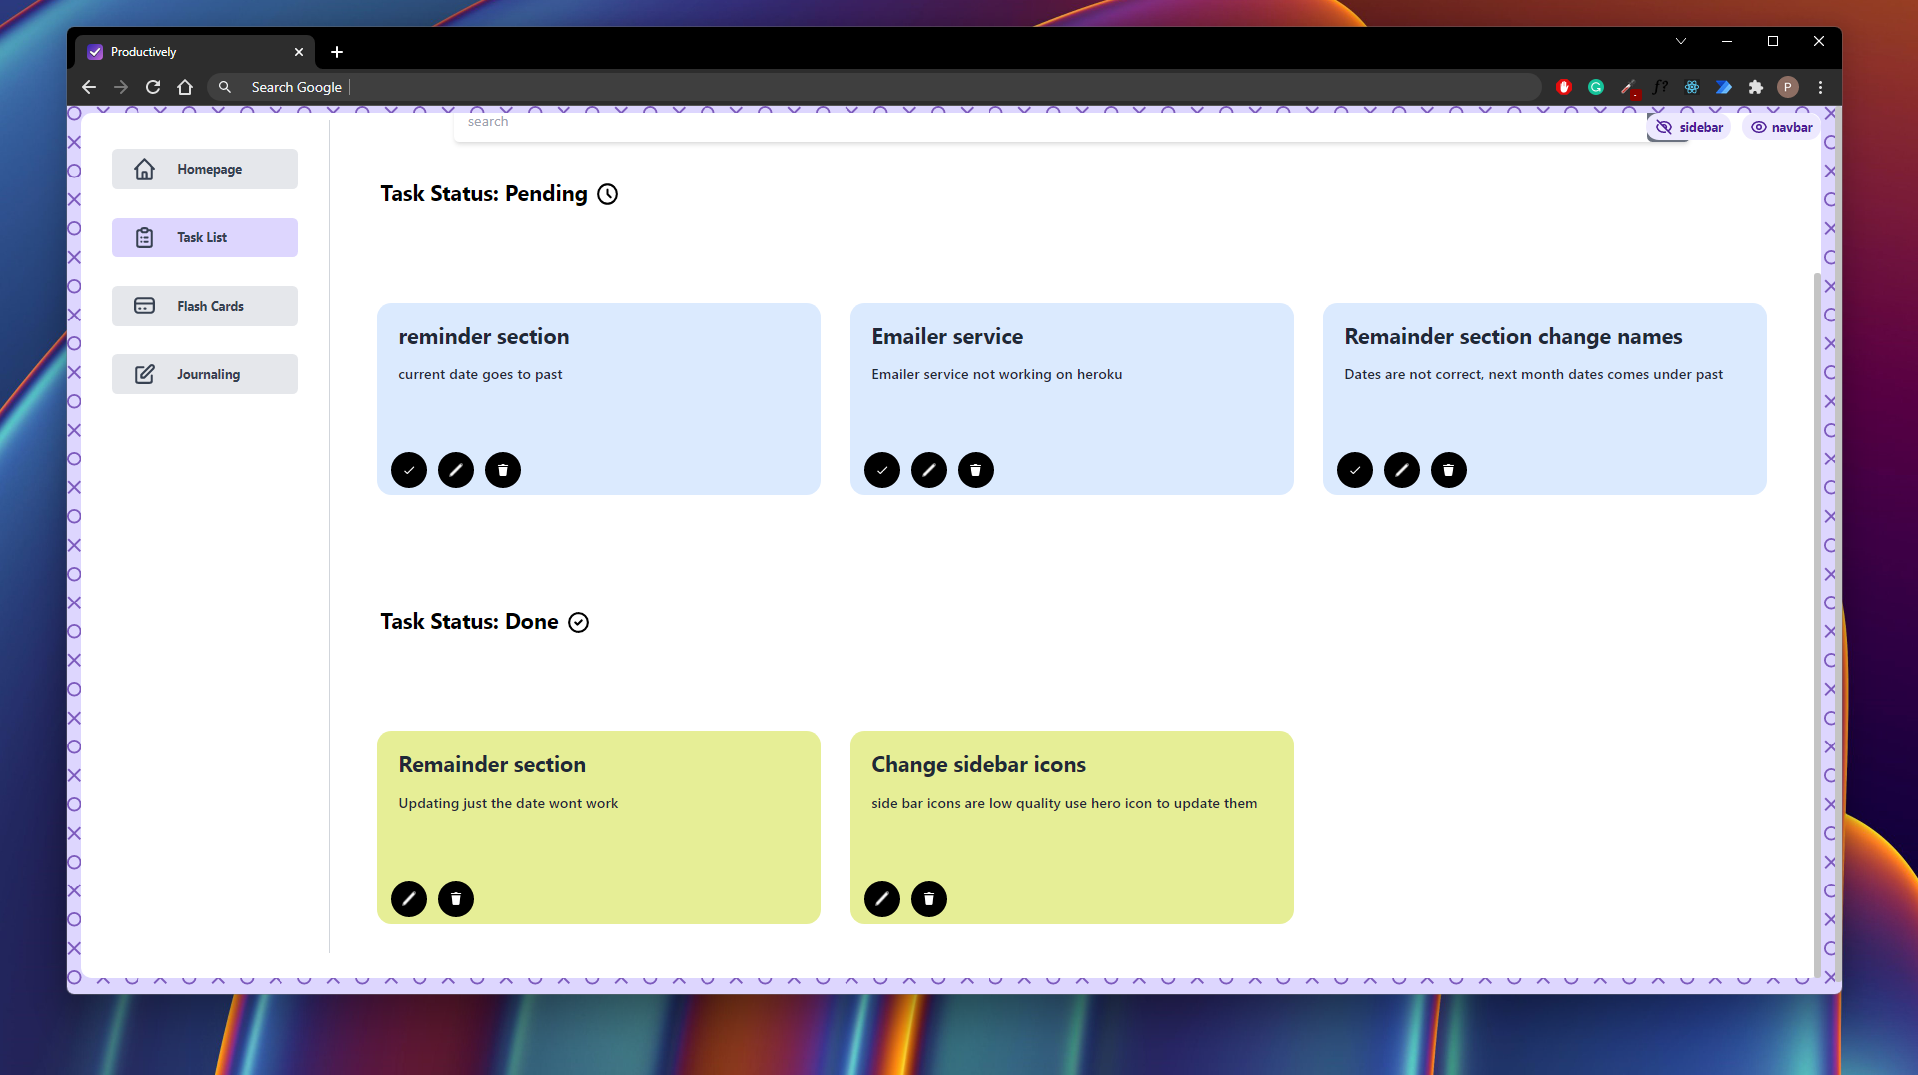 Productively
Search Google
P
search
sidebar
navbar
Homepage
Task List
Flash Cards
Journaling
Task Status: Pending
reminder section
current date goes to past
Emailer service
Emailer service not working on heroku
Remainder section change names
Dates are not correct, next month dates comes under past
Task Status: Done
Remainder section
Updating just the date wont work
Change sidebar icons
side bar icons are low quality use hero icon to update them